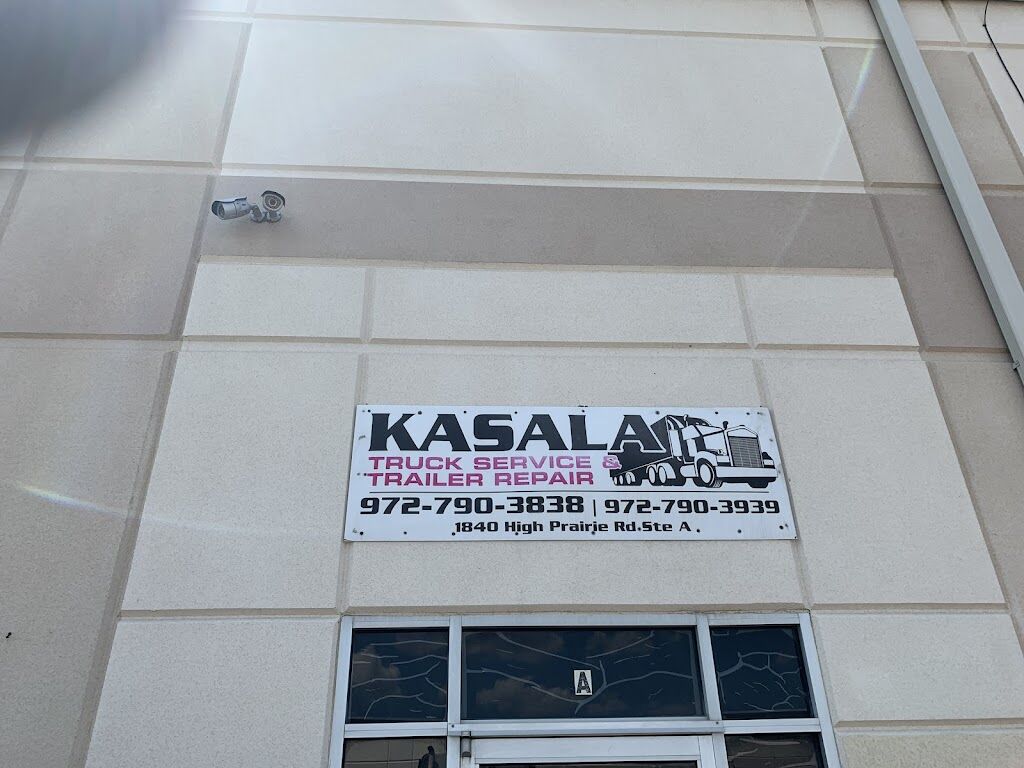 KASALA
TRUCK SERVICE &
TRAILER REPAIR
972-790-3838 | 972-790-3939
1840 High Prairie Rd.Ste A
A